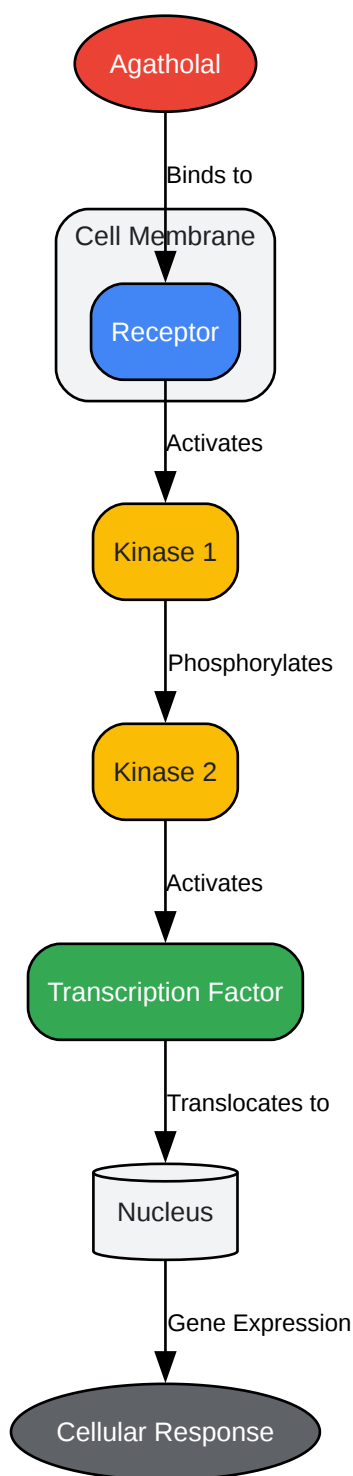 Agatholal
Binds to
Cell Membrane
Receptor
Activates
Kinase 1
Phosphorylates
Kinase 2
Activates
Transcription Factor
Translocates to
Nucleus
Gene Expression
Cellular Response